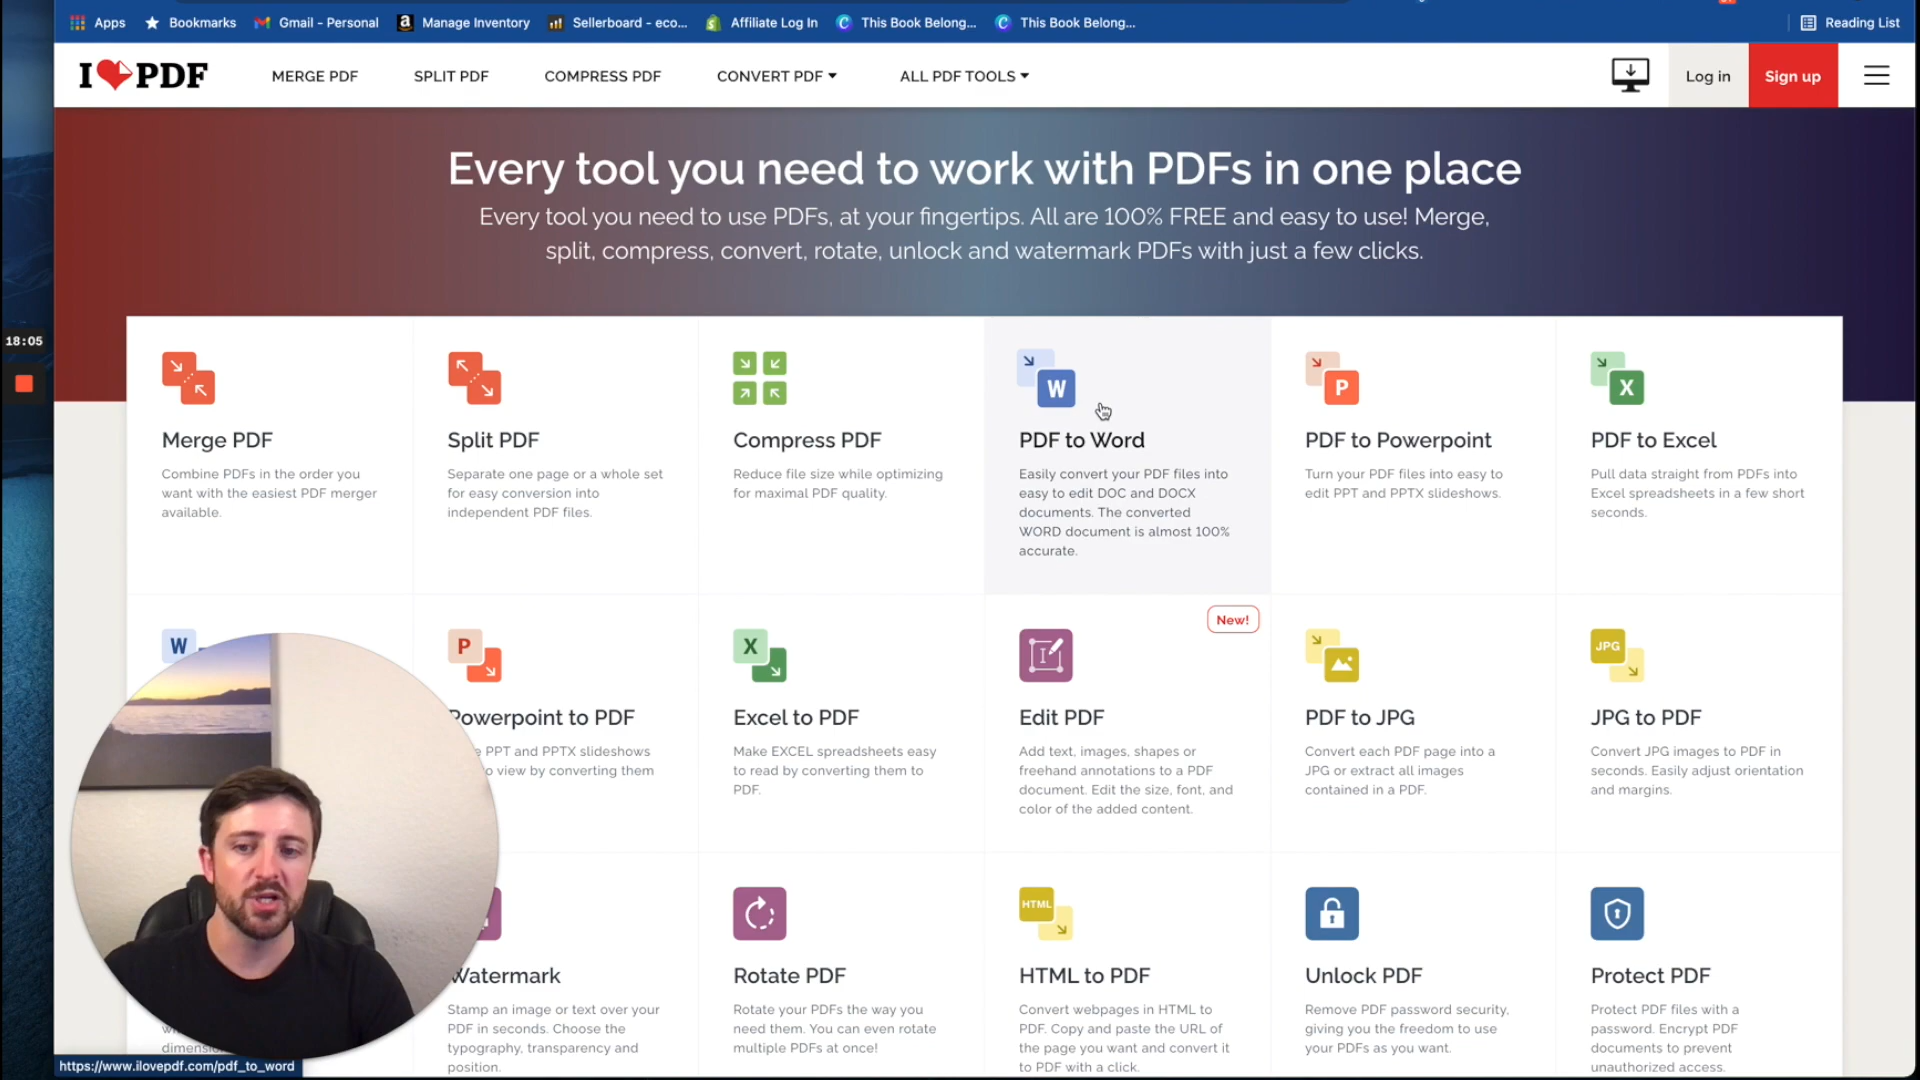 Apps
Bookmarks
Gmail - Personal
Manage Inventory
Sellerboard - eco...
Affiliate Log In
This Book Belong...
This Book Belong...
Reading List
I PDF
MERGE PDF
SPLIT PDF
COMPRESS PDF
CONVERT PDF
ALL PDF TOOLS
Log in
Sign up
Every tool you need to work with PDFs in one place
Every tool you need to use PDFs, at your fingertips. All are 100% FREE and easy to use! Merge,
split, compress, convert, rotate, unlock and watermark PDFs with just a few clicks.
18:05
Merge PDF
Combine PDFs in the order you
want with the easiest PDF merger
available.
Split PDF
Separate one page or a whole set
for easy conversion into
independent PDF files.
Compress PDF
Reduce file size while optimizing
for maximal PDF quality.
W
PDF to Word
Easily convert your PDF files into
easy to edit DOC and DOCX
documents. The converted
WORD document is almost 100%
accurate.
P
PDF to Powerpoint
Turn your PDF files into easy to
edit PPT and PPTX slideshows.
X
PDF to Excel
Pull data straight from PDFs into
Excel spreadsheets in a few short
seconds.
W
P
Powerpoint to PDF
PPT and PPTX slideshows
to view by converting them
X
Excel to PDF
Make EXCEL spreadsheets easy
to read by converting them to
PDF.
New!
Edit PDF
Add text, images, shapes or
freehand annotations to a PDF
document. Edit the size, font, and
color of the added content.
PDF to JPG
Convert each PDF page into a
JPG or extract all images
contained in a PDF.
JPG
JPG to PDF
Convert JPG images to PDF in
seconds. Easily adjust orientation
and margins.
Watermark
Stamp an image or text over your
PDF in seconds. Choose the
typography, transparency and
position.
Rotate PDF
Rotate your PDFs the way you
need them. You can even rotate
multiple PDFs at once!
HTML
HTML to PDF
Convert webpages in HTML to
PDF. Copy and paste the URL of
the page you want and convert it
to PDF with a click.
Unlock PDF
Remove PDF password security,
giving you the freedom to use
your PDFs as you want.
Protect PDF
Protect PDF files with a
password. Encrypt PDF
documents to prevent
unauthorized access.
https://www.ilovepdf.com/pdf_to_word